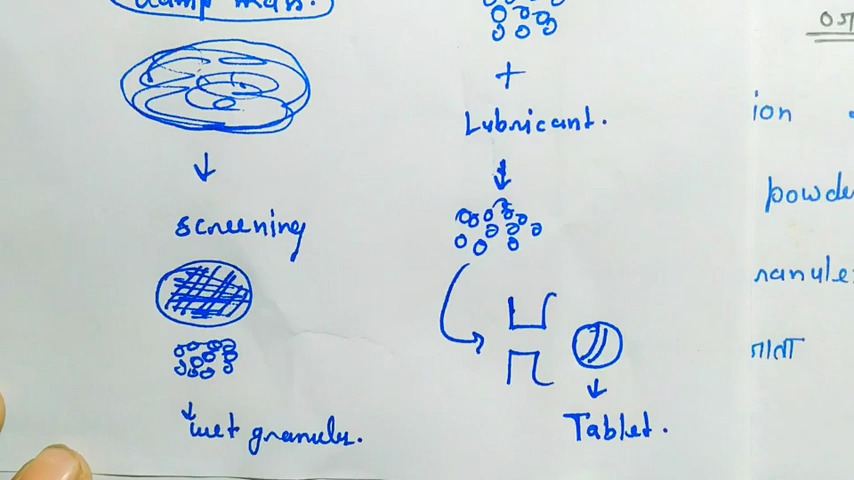 damp mass.
screening
wet granules.
+
Lubricant.
Tablet.
ion
powde
ranule